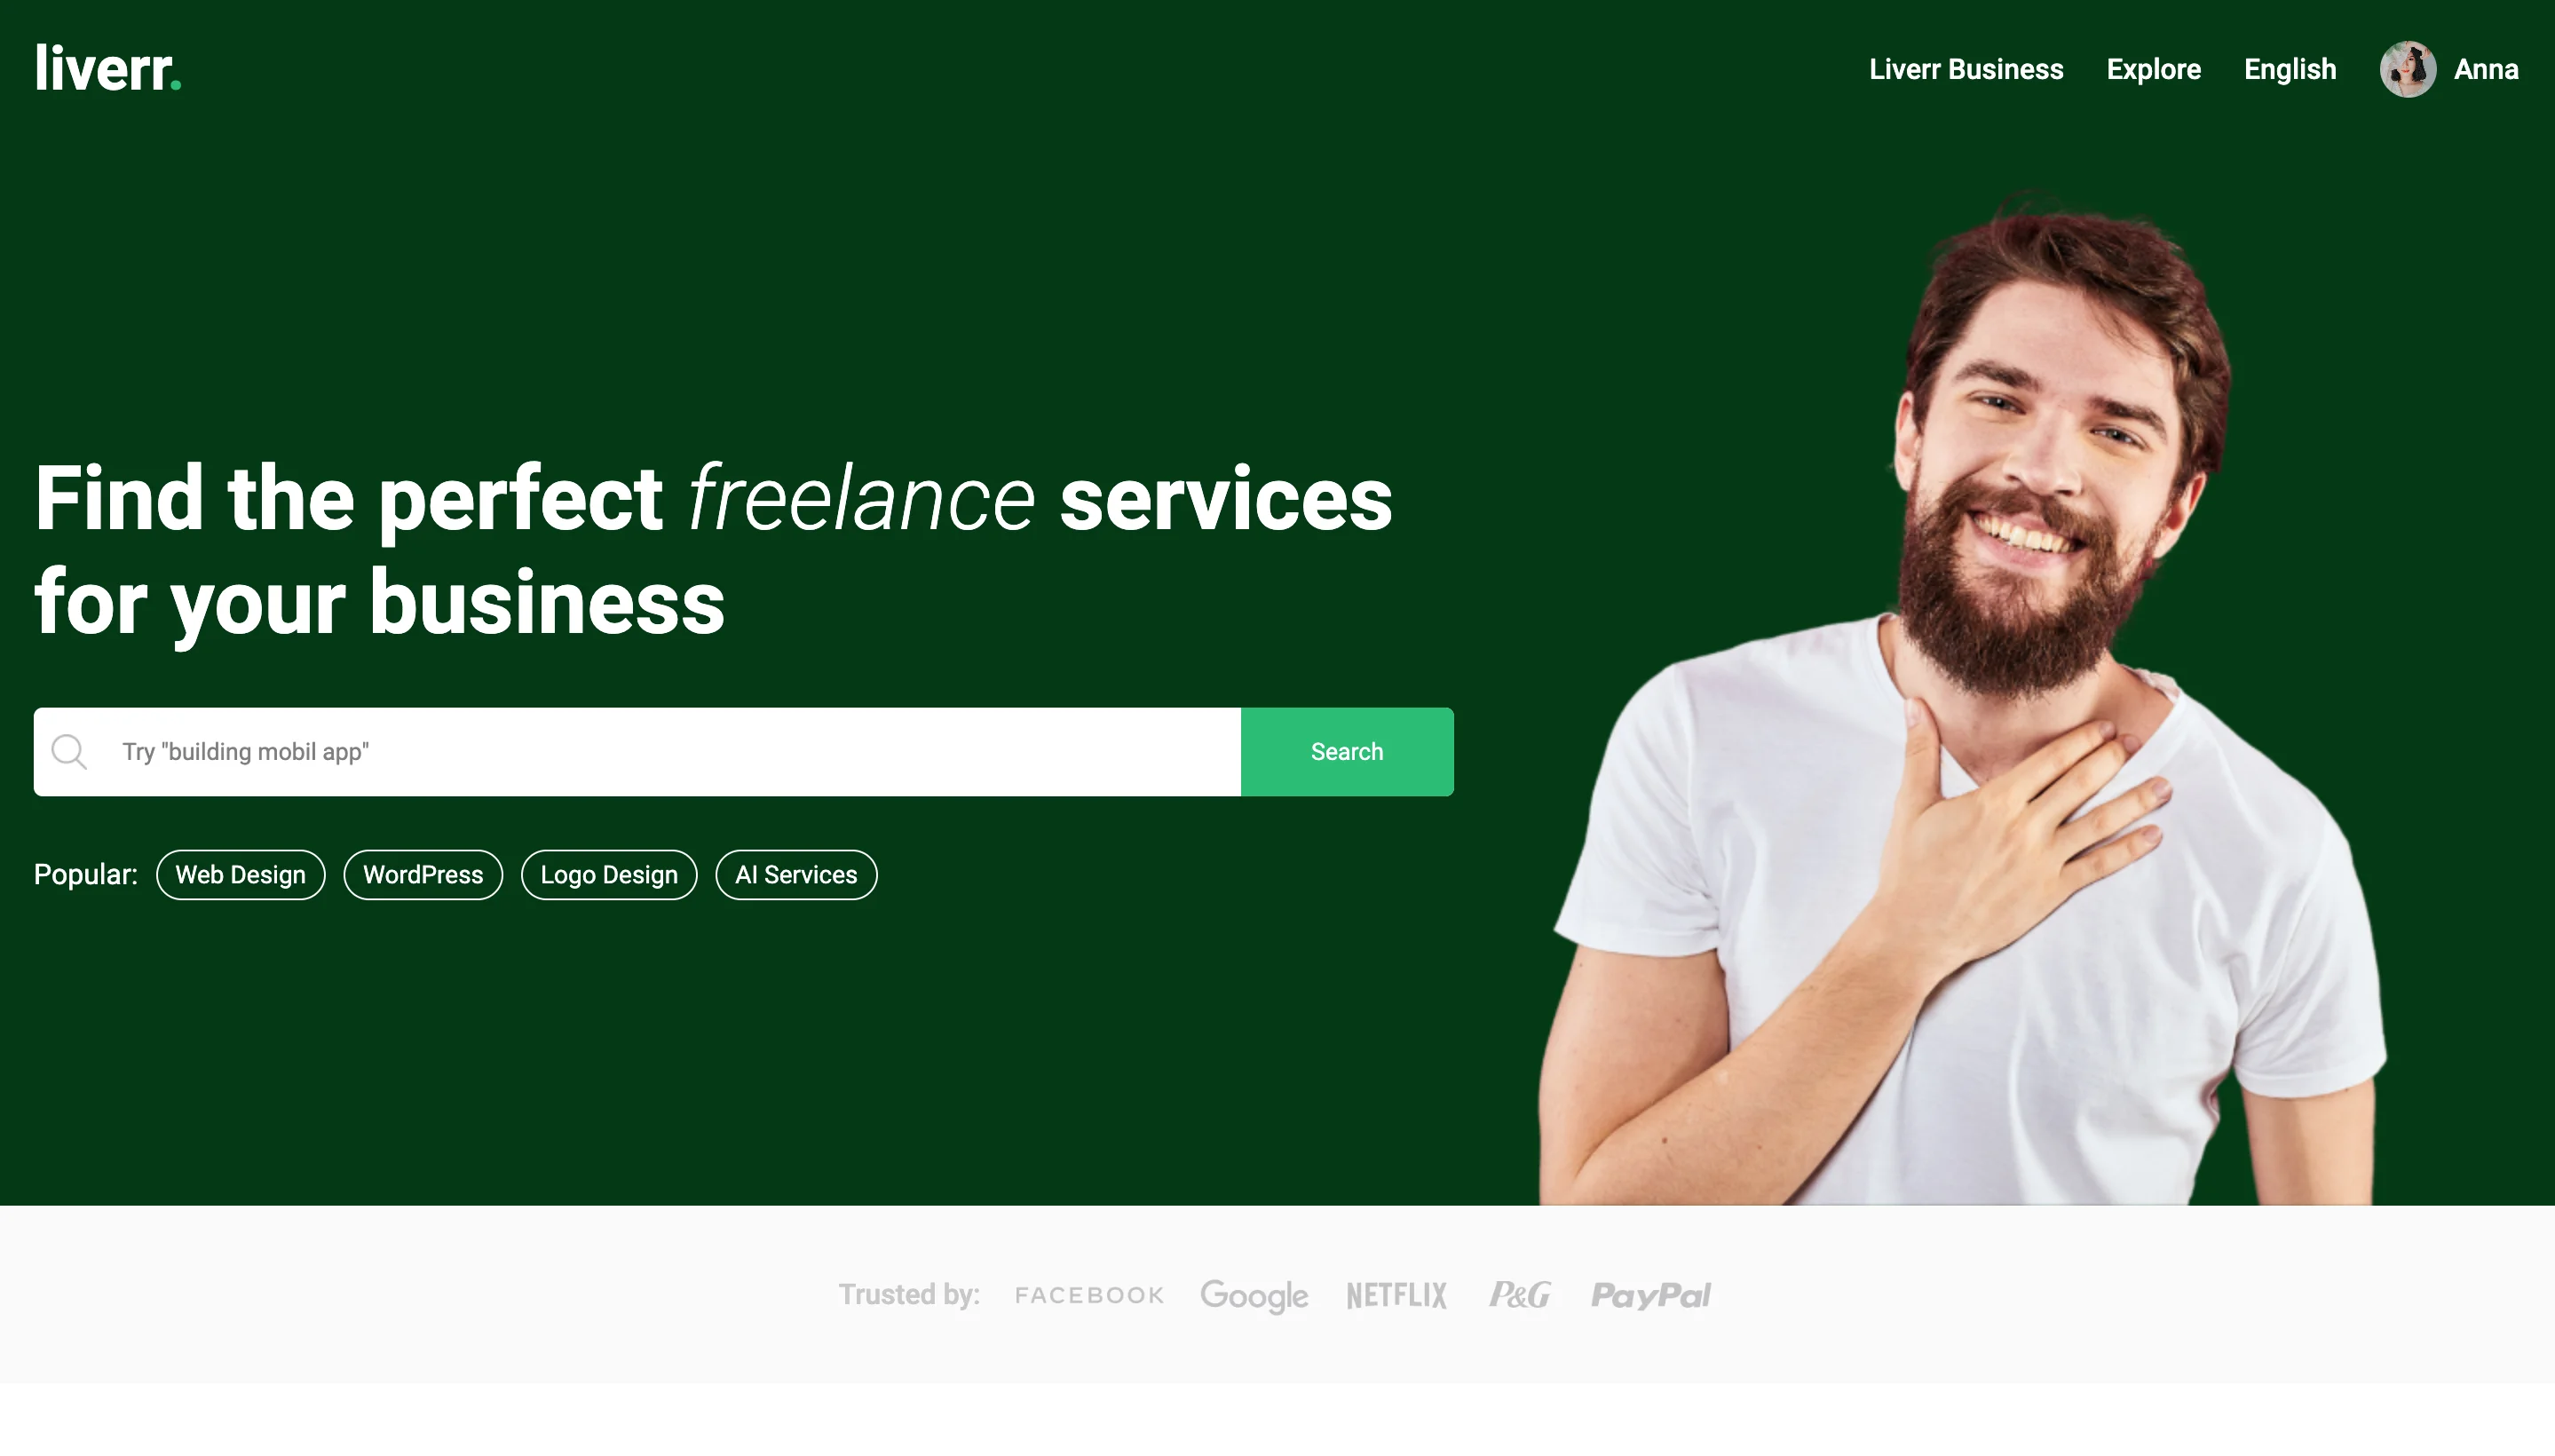 liverr.
Liverr Business Explore English Anna
Find the perfect freelance services
for your business
Try "building mobil app"
Search
Popular: Web Design WordPress Logo Design AI Services
Trusted by: FACEBOOK Google NETFLIX P&G PayPal